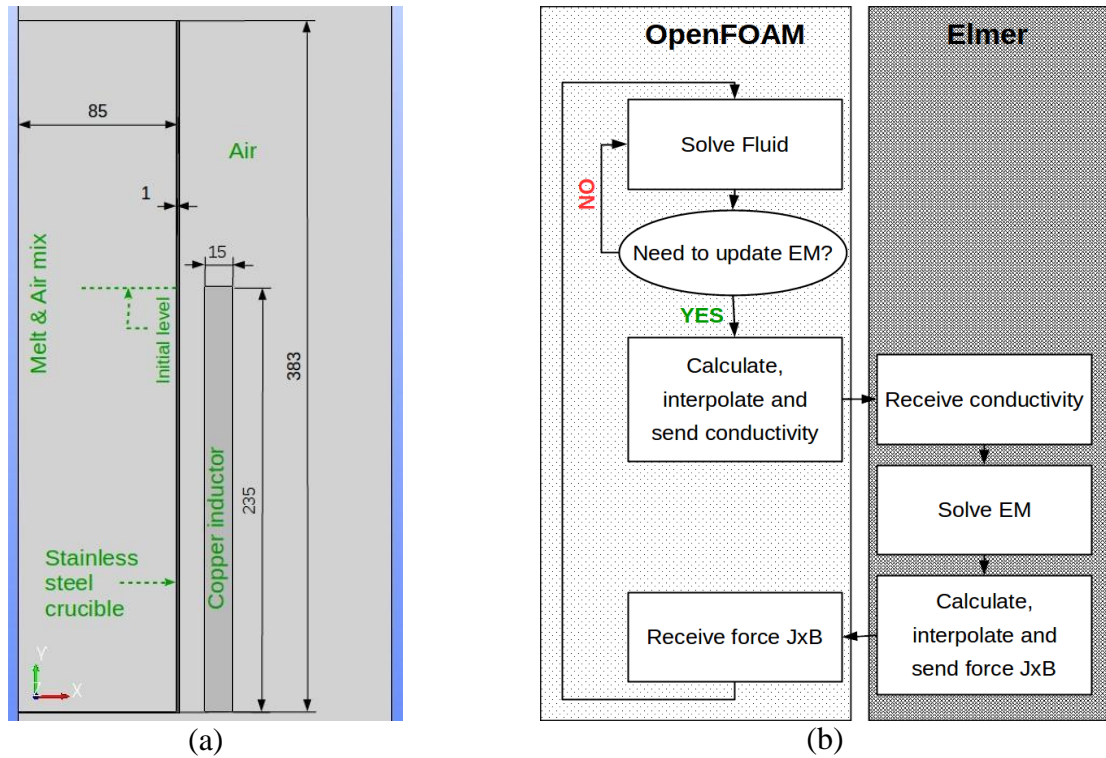 85
Air
1
15
Melt & Air mix
Initial level
383
Copper inductor
235
Stainless
steel
crucible
Y
X
(a)
OpenFOAM
Elmer
Solve Fluid
NO
Need to update EM?
YES
Calculate,
interpolate and
send conductivity
Receive conductivity
Solve EM
Calculate,
interpolate and
send force JxB
Receive force JxB
(b)